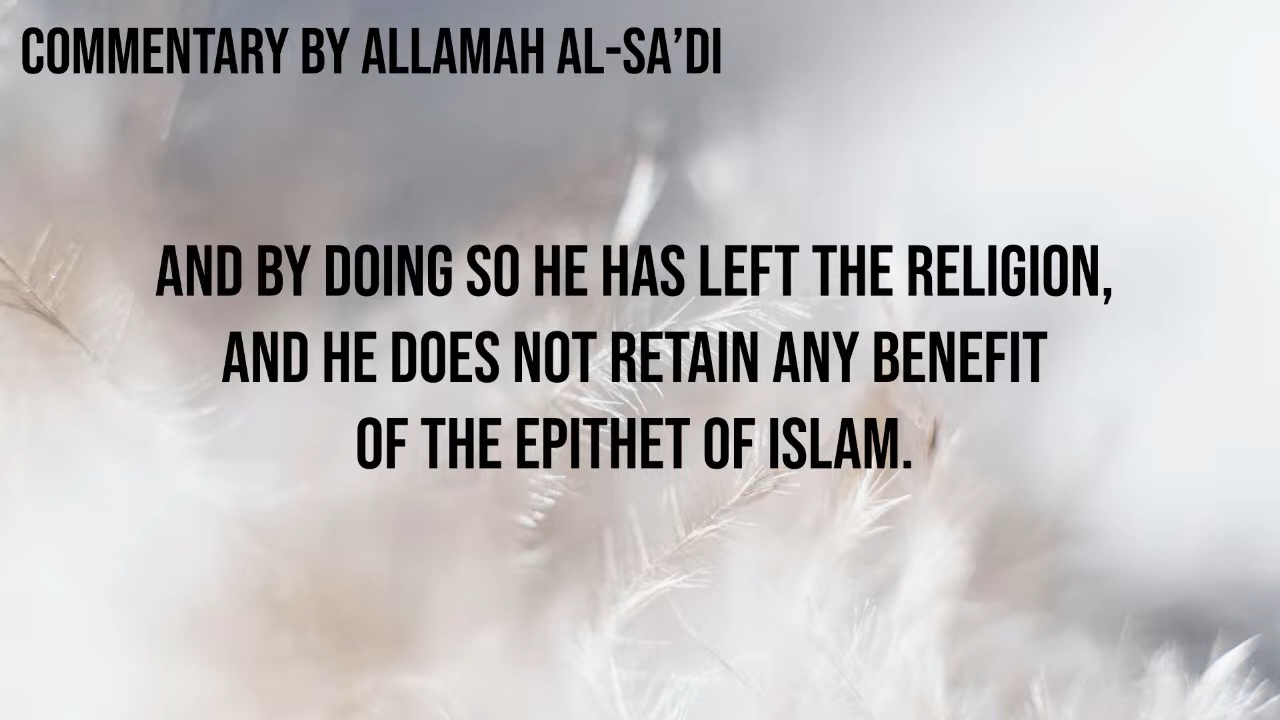 COMMENTARY BY ALLAMAH AL-SA’DI
AND BY DOING SO HE HAS LEFT THE RELIGION,
AND HE DOES NOT RETAIN ANY BENEFIT
OF THE EPITHET OF ISLAM.